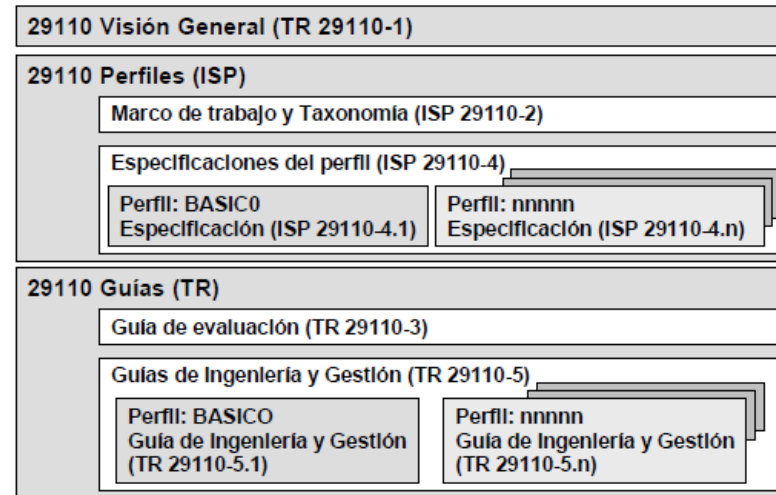 29110 Visión General (TR 29110-1)
29110 Perfiles (ISP)
Marco de trabajo y Taxonomía (ISP 29110-2)
Especificaciones del perfil (ISP 29110-4)
Perfil: BASIC0
Especificación (ISP 29110-4.1)
Perfil: nnnnn
Especificación (ISP 29110-4.n)
29110 Guías (TR)
Guía de evaluación (TR 29110-3)
Guías de Ingeniería y Gestión (TR 29110-5)
Perfil: BASICO
Guía de Ingeniería y Gestión
(TR 29110-5.1)
Perfil: nnnnn
Guía de Ingeniería y Gestión
(TR 29110-5.n)